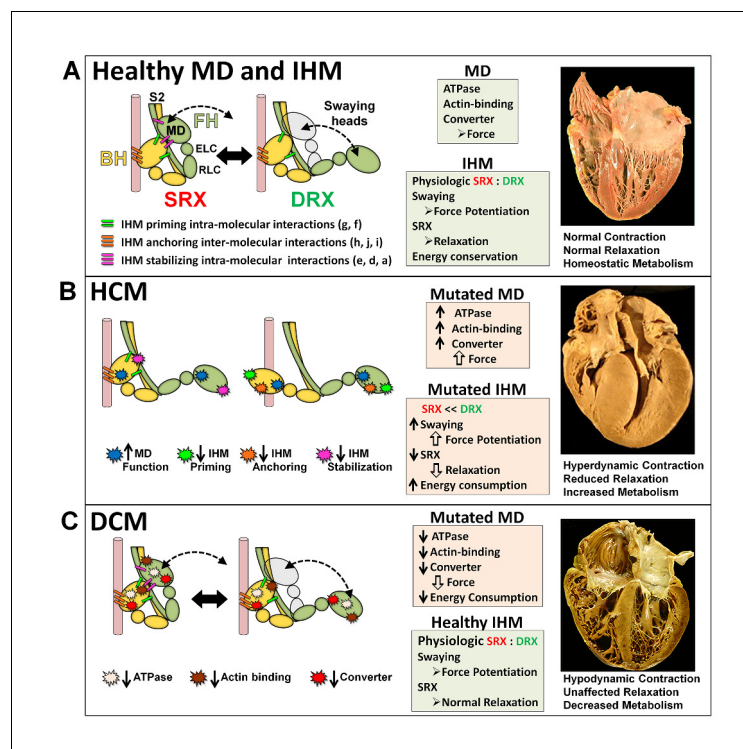 A Healthy MD and IHM
S2
FH
MD
BH
ELC
RLC
Swaying
heads
SRX
DRX
IHM priming intra-molecular interactions (g, f)
IHM anchoring inter-molecular interactions (h, j, i)
IHM stabilizing intra-molecular interactions (e, d, a)
MD
ATPase
Actin-binding
Converter
➢Force
IHM
Physiologic SRX : DRX
Swaying
➢Force Potentiation
SRX
➢Relaxation
Energy conservation
Normal Contraction
Normal Relaxation
Homeostatic Metabolism
B HCM
↑ MD
Function
↓ IHM
Priming
↓ IHM
Anchoring
↓ IHM
Stabilization
Mutated MD
↑ ATPase
↑ Actin-binding
↑ Converter
⇧ Force
Mutated IHM
SRX << DRX
↑ Swaying
⇧ Force Potentiation
↓ SRX
⇩ Relaxation
↑ Energy consumption
Hyperdynamic Contraction
Reduced Relaxation
Increased Metabolism
C DCM
↓ ATPase
↓ Actin binding
↓ Converter
Mutated MD
↓ ATPase
↓ Actin-binding
↓ Converter
⇩ Force
↓ Energy Consumption
Healthy IHM
Physiologic SRX : DRX
Swaying
➢Force Potentiation
SRX
➢Normal Relaxation
Hypodynamic Contraction
Unaffected Relaxation
Decreased Metabolism